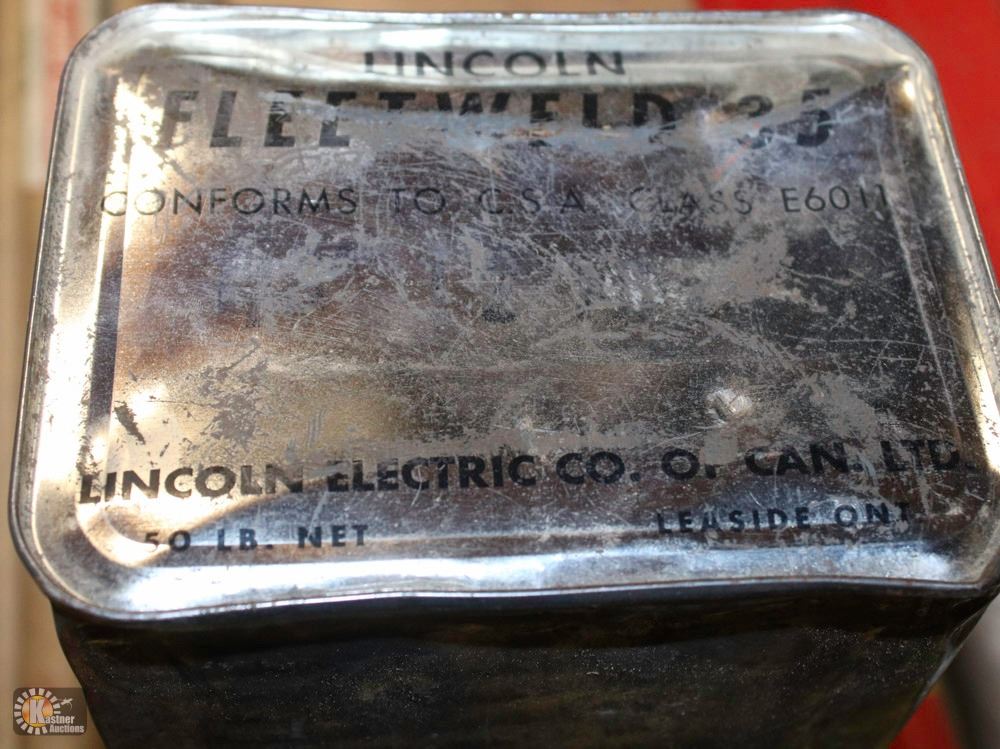 LINCOLN
FLEETWELD 35
CONFORMS TO C.S.A. CLASS E6011
LINCOLN ELECTRIC CO. OF CAN. LTD.
50 LB. NET LEASIDE ONT.
Kastner
Auctions